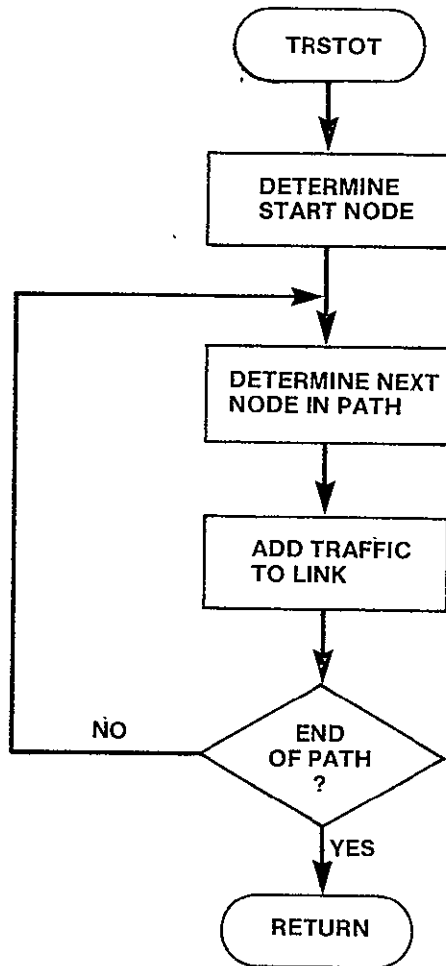 TRSTOT
DETERMINE
START NODE
DETERMINE NEXT
NODE IN PATH
ADD TRAFFIC
TO LINK
END
OF PATH
?
NO
YES
RETURN